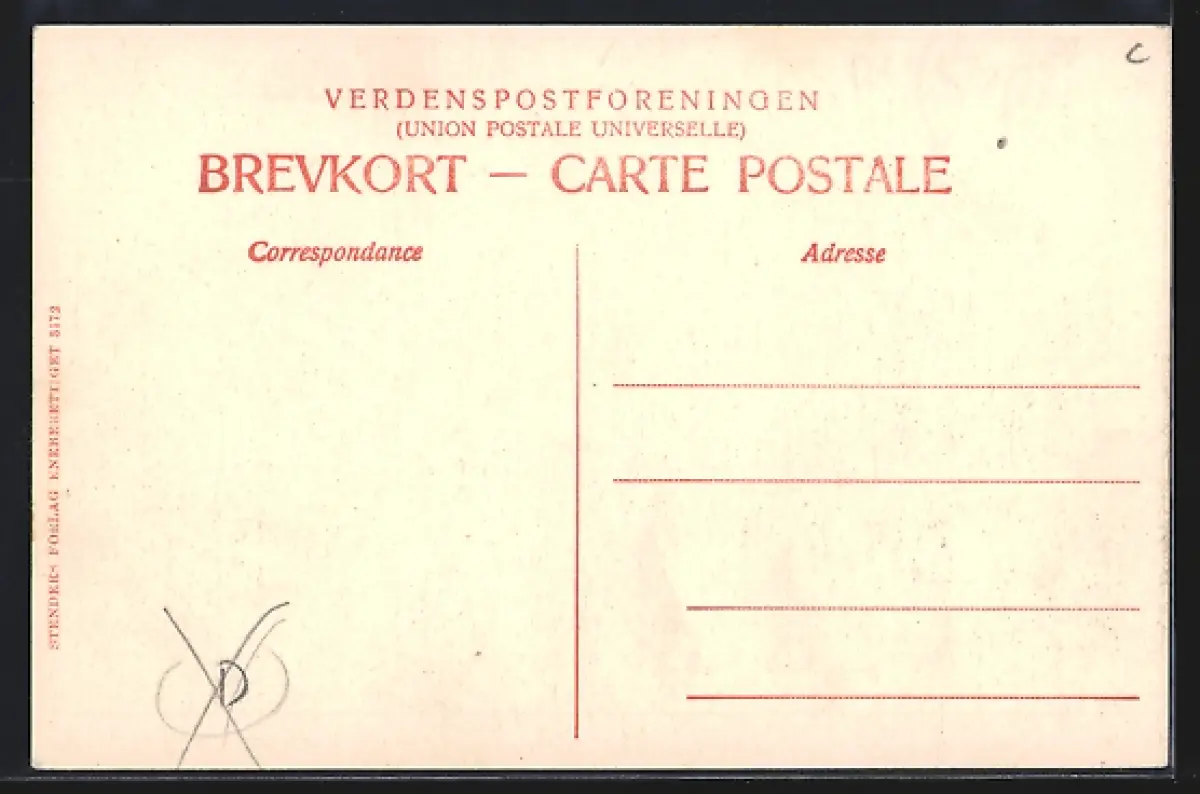 VERDENSPOSTFORENINGEN
(UNION POSTALE UNIVERSELLE)
BREVKORT — CARTE POSTALE
Correspondance
Adresse
STENDERS FORLAG ENEBERETTIGET 5172
C
D